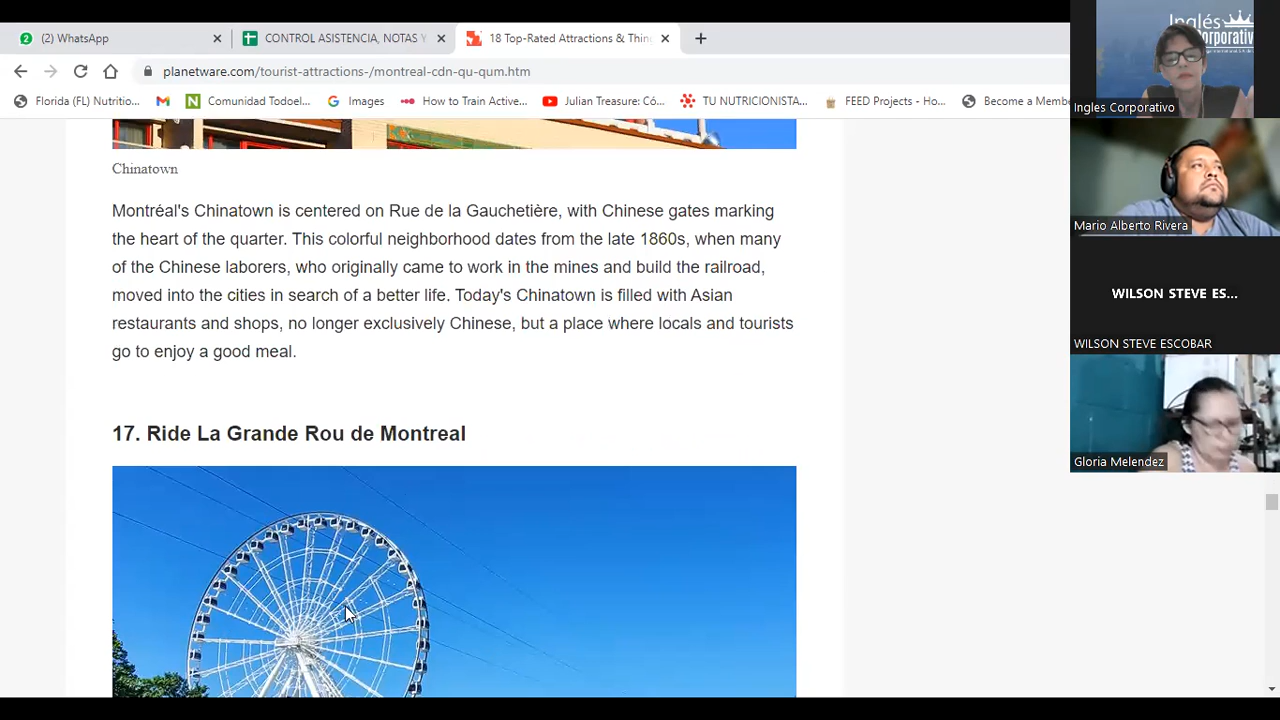 (2) WhatsApp
CONTROL ASISTENCIA, NOTAS Y
18 Top-Rated Attractions & Thin
planetware.com/tourist-attractions-/montreal-cdn-qu-qum.htm
Florida (FL) Nutritio...
Comunidad Todoel...
Images
How to Train Active...
Julian Treasure: Có...
TU NUTRICIONISTA...
FEED Projects - Ho...
Become a Memb
Chinatown
Montréal's Chinatown is centered on Rue de la Gauchetière, with Chinese gates marking
the heart of the quarter. This colorful neighborhood dates from the late 1860s, when many
of the Chinese laborers, who originally came to work in the mines and build the railroad,
moved into the cities in search of a better life. Today's Chinatown is filled with Asian
restaurants and shops, no longer exclusively Chinese, but a place where locals and tourists
go to enjoy a good meal.
17. Ride La Grande Rou de Montreal
Inglés
Corporativ
Ingles Corporativo
Mario Alberto Rivera
WILSON STEVE ES...
WILSON STEVE ESCOBAR
Gloria Melendez